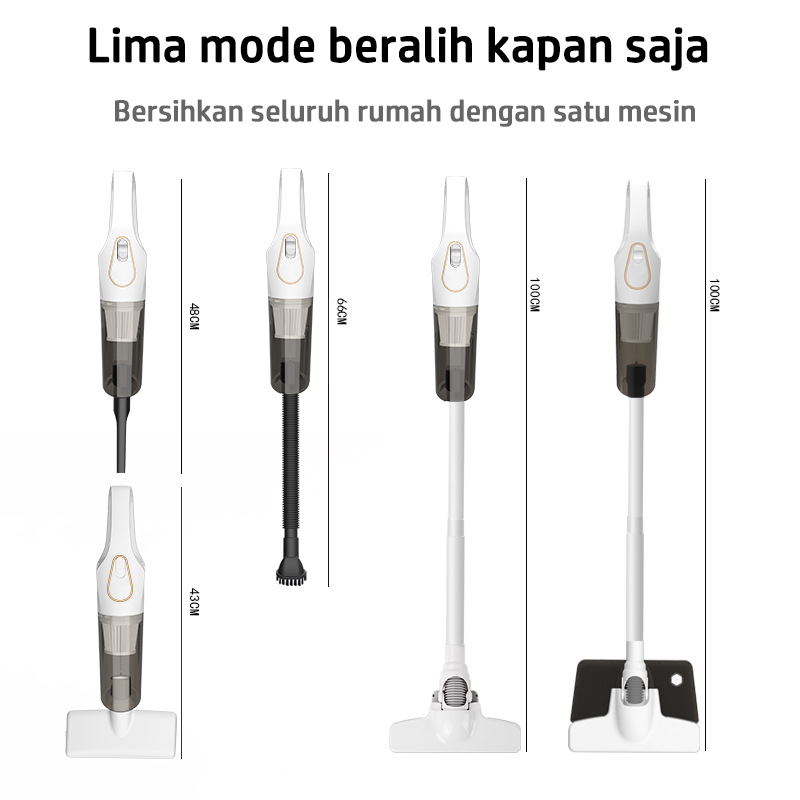 Lima mode beralih kapan saja
Bersihkan seluruh rumah dengan satu mesin
48CM
66CM
100CM
100CM
43CM